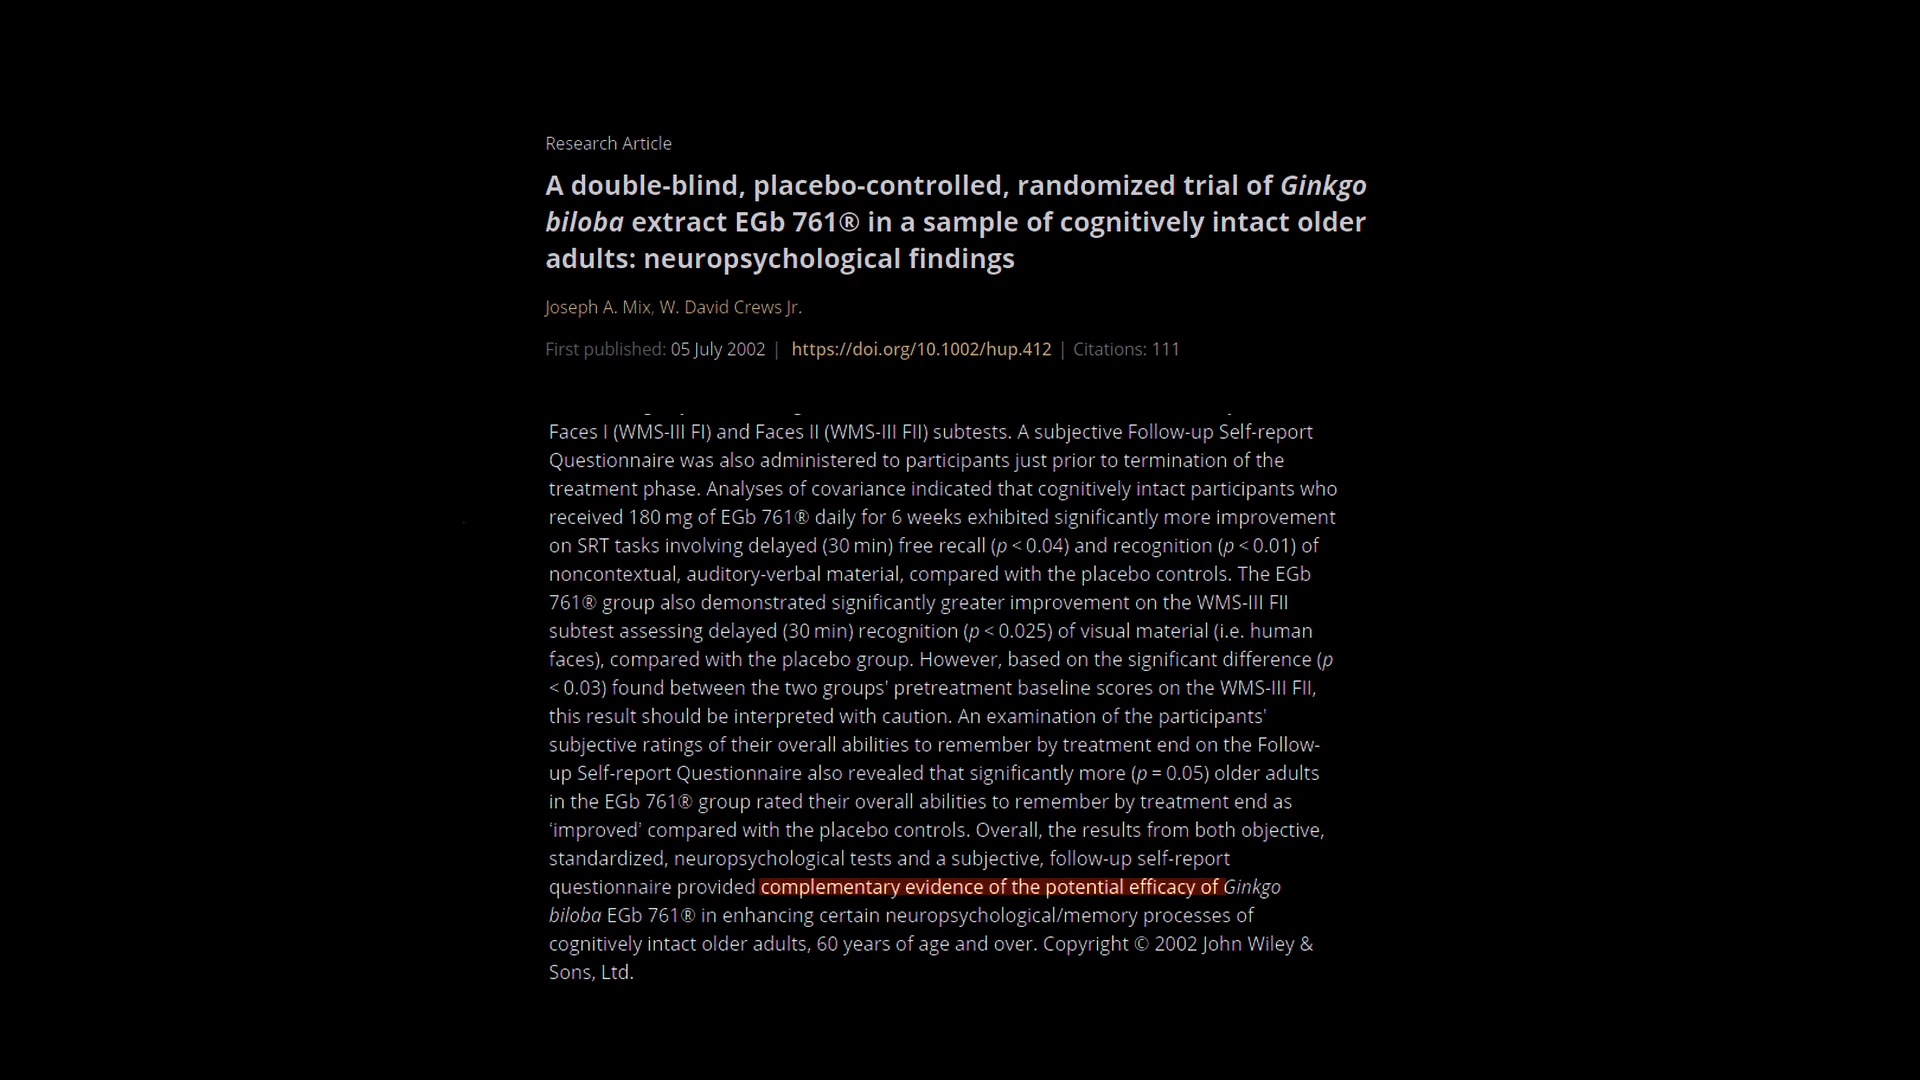 Research Article
A double-blind, placebo-controlled, randomized trial of Ginkgo
biloba extract EGb 761® in a sample of cognitively intact older
adults: neuropsychological findings
Joseph A. Mix, W. David Crews Jr.
First published: 05 July 2002 | https://doi.org/10.1002/hup.412 | Citations: 111
Faces I (WMS-III FI) and Faces II (WMS-III FII) subtests. A subjective Follow-up Self-report
Questionnaire was also administered to participants just prior to termination of the
treatment phase. Analyses of covariance indicated that cognitively intact participants who
received 180 mg of EGb 761® daily for 6 weeks exhibited significantly more improvement
on SRT tasks involving delayed (30 min) free recall (p < 0.04) and recognition (p < 0.01) of
noncontextual, auditory-verbal material, compared with the placebo controls. The EGb
761® group also demonstrated significantly greater improvement on the WMS-III FII
subtest assessing delayed (30 min) recognition (p < 0.025) of visual material (i.e. human
faces), compared with the placebo group. However, based on the significant difference (p
< 0.03) found between the two groups' pretreatment baseline scores on the WMS-III FII,
this result should be interpreted with caution. An examination of the participants'
subjective ratings of their overall abilities to remember by treatment end on the Follow-
up Self-report Questionnaire also revealed that significantly more (p = 0.05) older adults
in the EGb 761® group rated their overall abilities to remember by treatment end as
‘improved’ compared with the placebo controls. Overall, the results from both objective,
standardized, neuropsychological tests and a subjective, follow-up self-report
questionnaire provided complementary evidence of the potential efficacy of Ginkgo
biloba EGb 761® in enhancing certain neuropsychological/memory processes of
cognitively intact older adults, 60 years of age and over. Copyright © 2002 John Wiley &
Sons, Ltd.